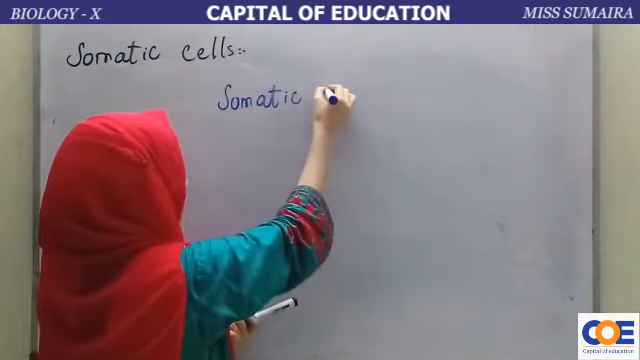 BIOLOGY - X CAPITAL OF EDUCATION MISS SUMAIRA
Somatic cells:-
Somatic
COE
Capital of education